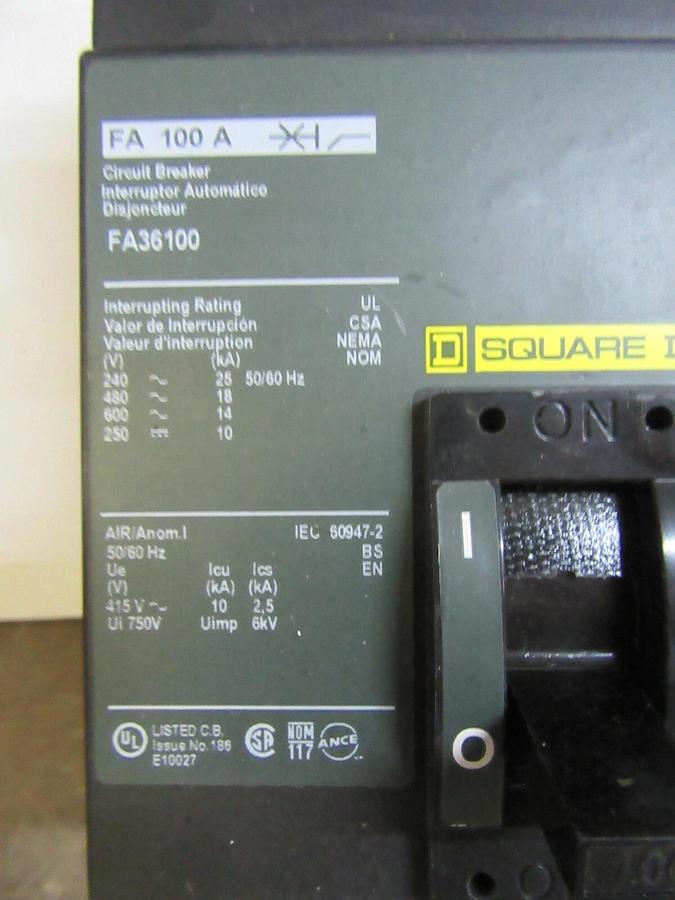 FA 100 A
Circuit Breaker
Interruptor Automático
Disjoncteur
FA36100
Interrupting Rating UL
Valor de Interrupción CSA
Valeur d'interruption NEMA
(V) (kA) NOM
240 ~ 25 50/60 Hz
480 ~ 18
600 ~ 14
250 ⎓ 10
SQUARE D
ON
I
AIR/Anom.I IEC 60947-2
50/60 Hz BS
Ue Icu Ics EN
(V) (kA) (kA)
415 V ~ 10 2,5
Ui 750V Uimp 6kV
O
UL LISTED C.B.
Issue No.186
E10027
SP
NOM
117
ANCE